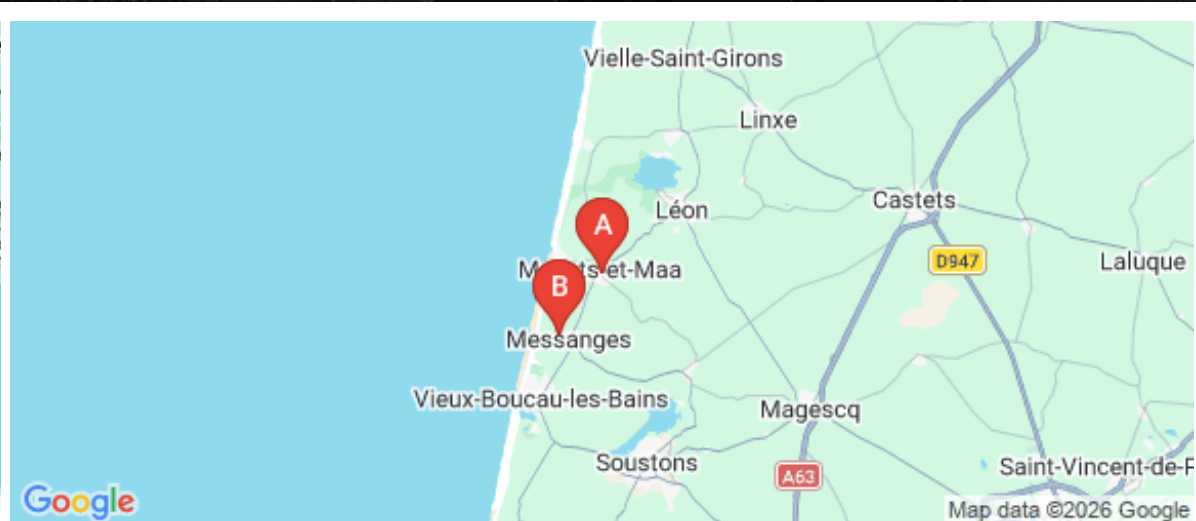 Vielle-Saint-Girons
Linxe
Castets
Léon
A
ts-et-Maa
D947
Laluque
B
Messanges
Vieux-Boucau-les-Bains
Magescq
Soustons
A63
Saint-Vincent-de-P
Google
Map data ©2026 Google